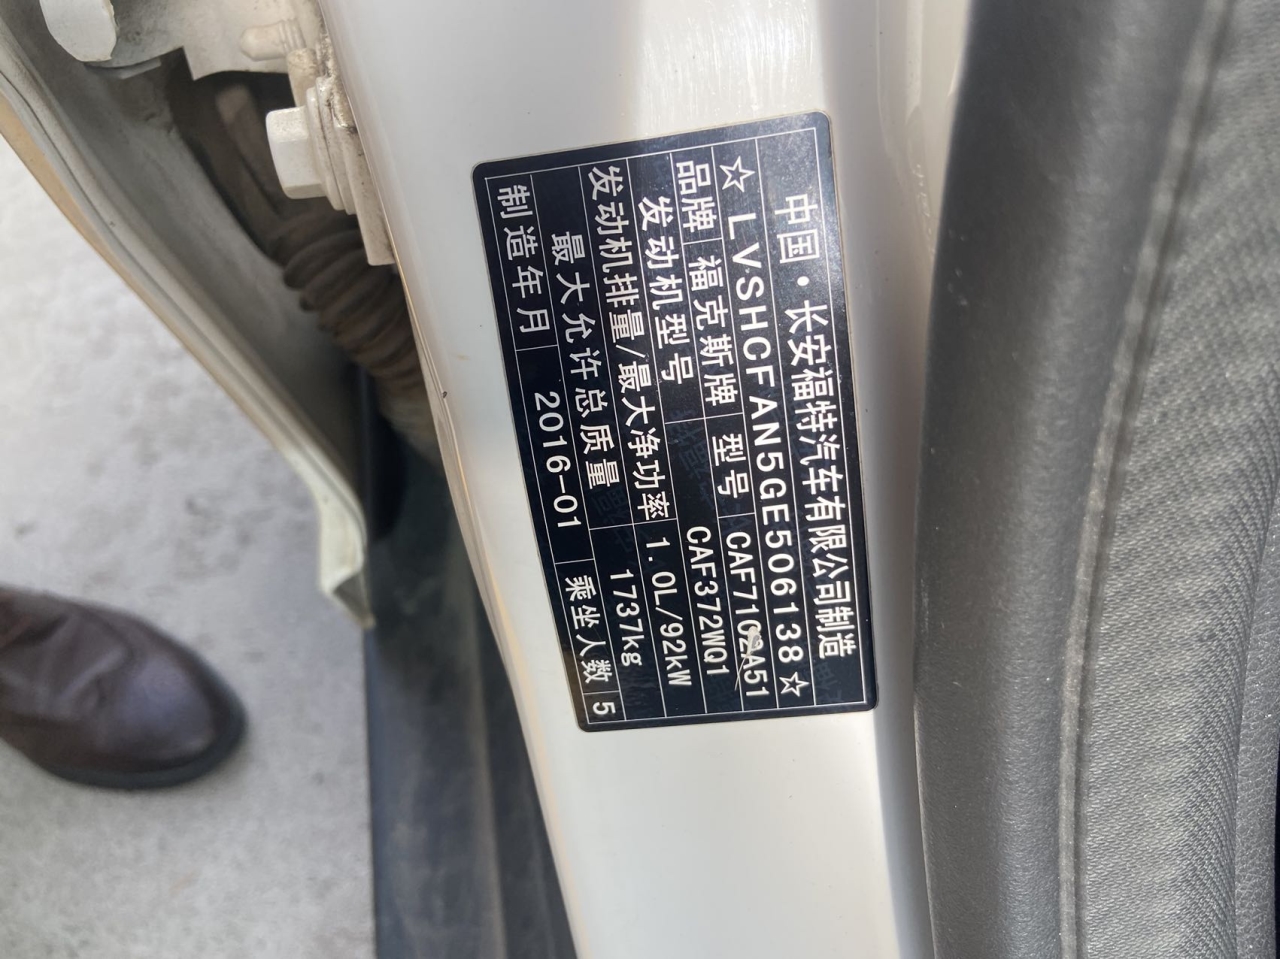 中国·长安福特汽车有限公司制造
☆LVSHCFAN5GE506138☆
品牌 福克斯牌 型号 CAF7102A51
发动机型号 CAF372WQ1
发动机排量/最大净功率 1.0L/92kW
最大允许总质量 1737kg
制造年月 2016-01 乘坐人数 5